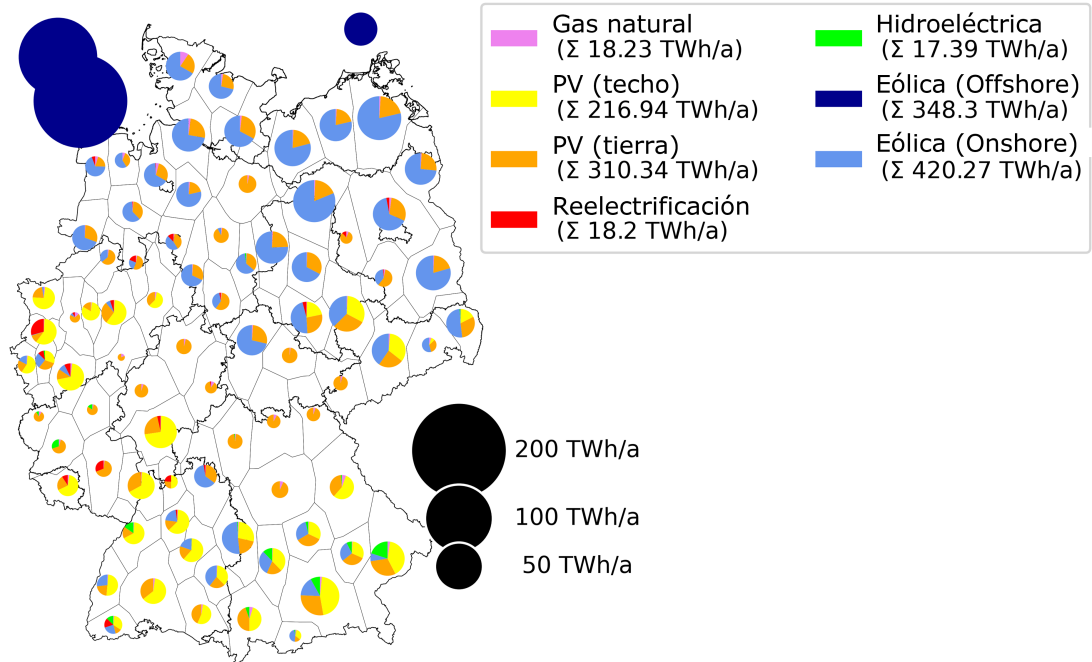 Gas natural
(Σ 18.23 TWh/a)
PV (techo)
(Σ 216.94 TWh/a)
PV (tierra)
(Σ 310.34 TWh/a)
Reelectrificación
(Σ 18.2 TWh/a)
Hidroeléctrica
(Σ 17.39 TWh/a)
Eólica (Offshore)
(Σ 348.3 TWh/a)
Eólica (Onshore)
(Σ 420.27 TWh/a)
200 TWh/a
100 TWh/a
50 TWh/a